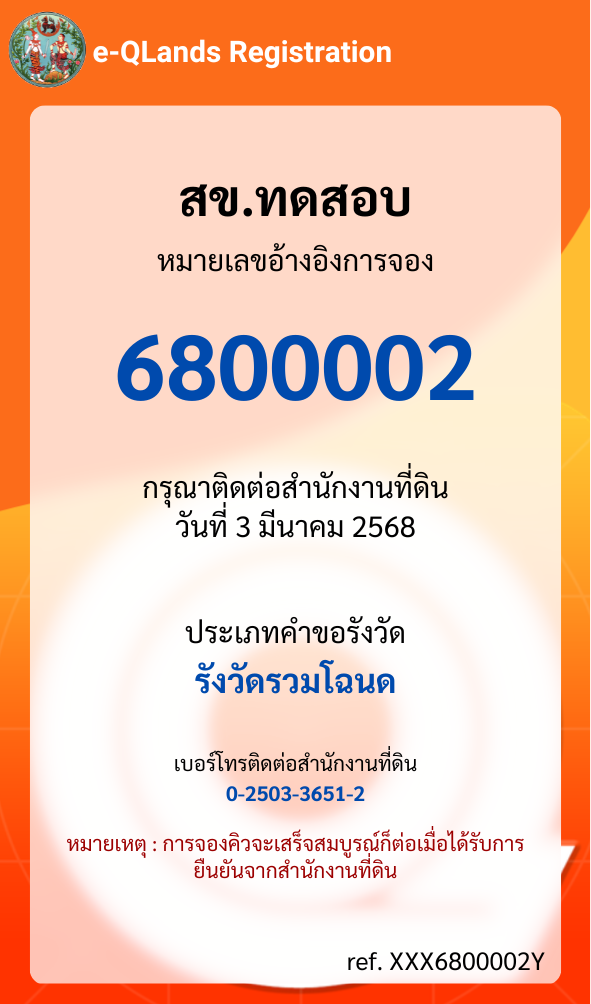 e-QLands Registration
สข.ทดสอบ
หมายเลขอ้างอิงการจอง
6800002
กรุณาติดต่อสำนักงานที่ดิน
วันที่ 3 มีนาคม 2568
ประเภทคำขอรังวัด
รังวัดรวมโฉนด
เบอร์โทรติดต่อสำนักงานที่ดิน
0-2503-3651-2
หมายเหตุ : การจองคิวจะเสร็จสมบูรณ์ก็ต่อเมื่อได้รับการ
ยืนยันจากสำนักงานที่ดิน
ref. XXX6800002Y